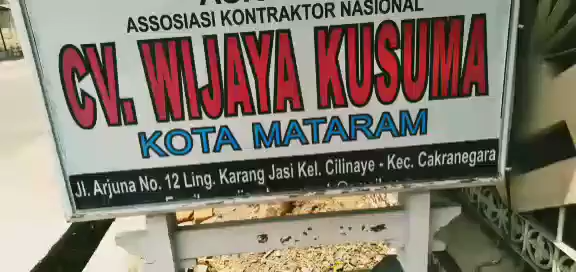 ASSOSIASI KONTRAKTOR NASIONAL
CV. WIJAYA KUSUMA
KOTA MATARAM
Jl. Arjuna No. 12 Ling. Karang Jasi Kel. Cilinaye - Kec. Cakranegara